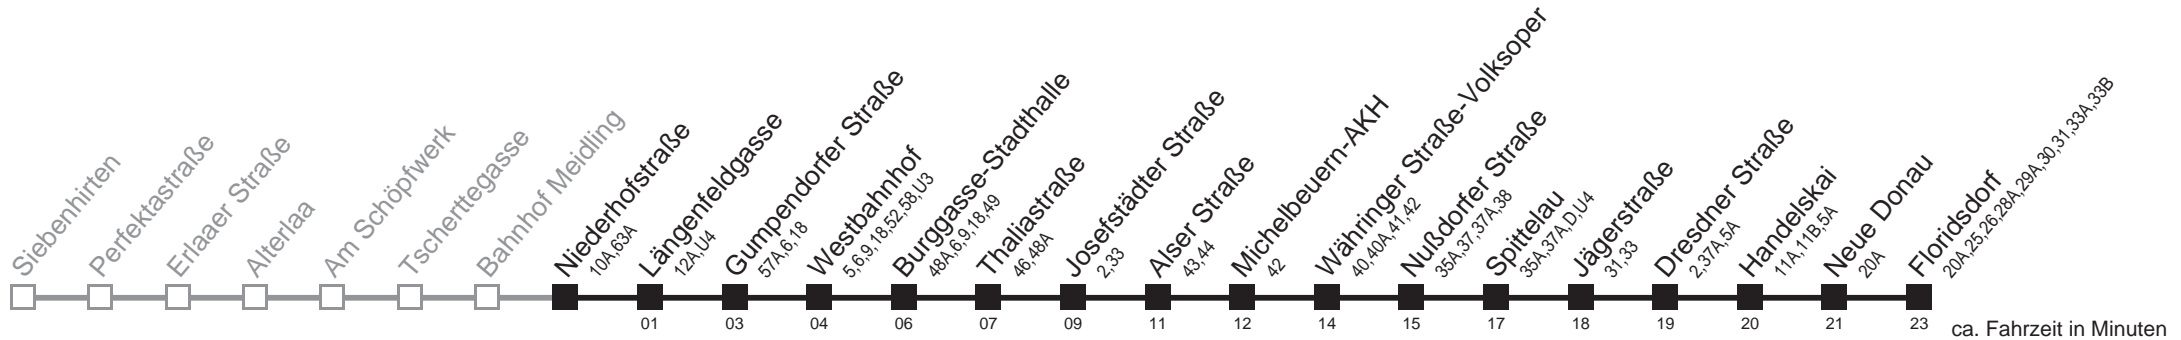 Siebenhirten
Perfektastraße
Erlaaer Straße
Alterlaa
Am Schöpfwerk
Tscherttegasse
Bahnhof Meidling
Niederhofstraße
10A,63A
Längenfeldgasse
12A,U4
Gumpendorfer Straße
57A,6,18
Westbahnhof
5,6,9,18,52,58,U3
Burggasse-Stadthalle
48A,6,9,18,49
Thaliastraße
46,48A
Josefstädter Straße
2,33
Alser Straße
43,44
Michelbeuern-AKH
42
Währinger Straße-Volksoper
40,40A,41,42
Nußdorfer Straße
35A,37,37A,38
Spittelau
35A,37A,D,U4
Jägerstraße
31,33
Dresdner Straße
2,37A,5A
Handelskai
11A,11B,5A
Neue Donau
20A
Floridsdorf
20A,25,26,28A,29A,30,31,33A,33B
01 03 04 06 07 09 11 12 14 15 17 18 19 20 21 23 ca. Fahrzeit in Minuten